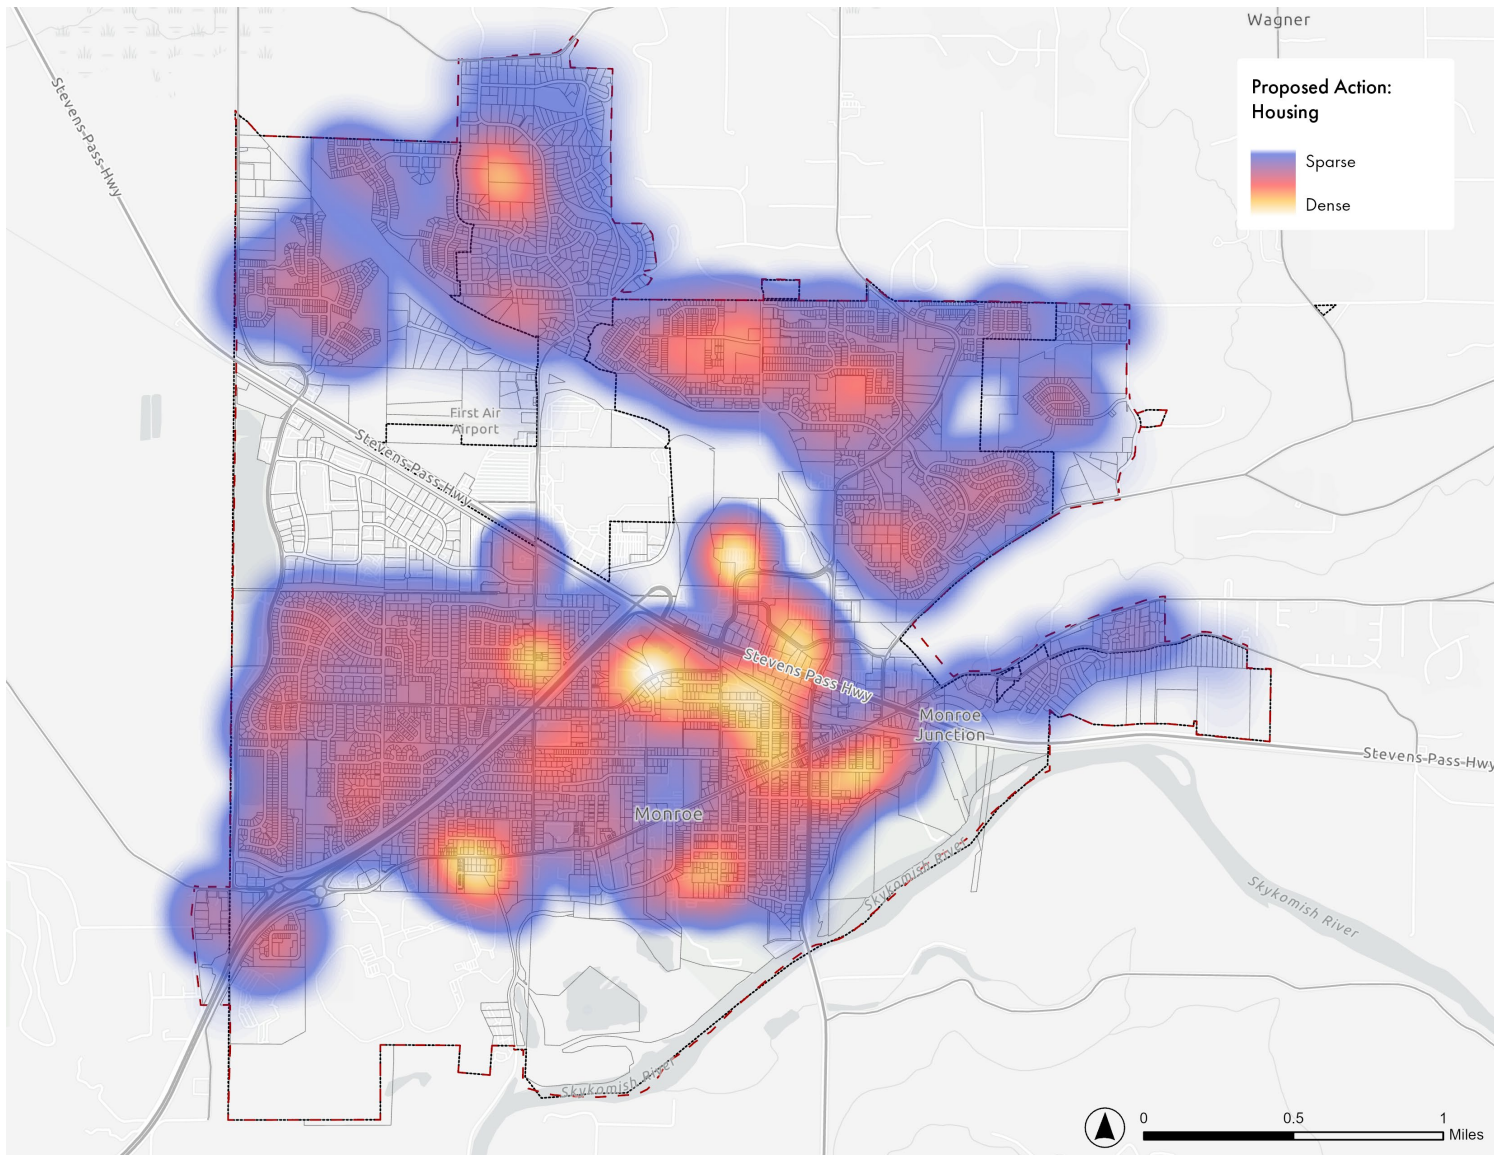 Wagner
Proposed Action:
Housing
Sparse
Dense
Stevens Pass Hwy
First Air
Airport
Stevens Pass Hwy
Stevens Pass Hwy
Monroe
Junction
Stevens Pass Hwy
Monroe
Skykomish River
Skykomish River
Skykomish River
0 0.5 1
Miles